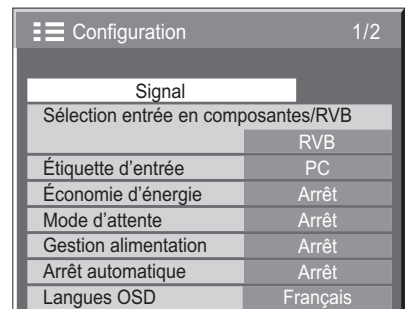 Configuration 1/2
Signal
Sélection entrée en composantes/RVB
RVB
Étiquette d'entrée PC
Économie d'énergie Arrêt
Mode d'attente Arrêt
Gestion alimentation Arrêt
Arrêt automatique Arrêt
Langues OSD Français